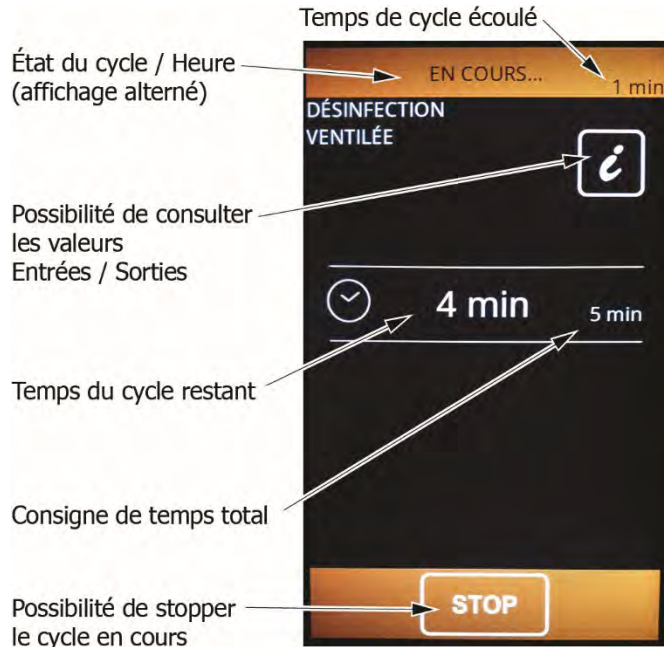 Temps de cycle écoulé
État du cycle / Heure
(affichage alterné)
EN COURS...
1 min
DÉSINFECTION
VENTILÉE
i
Possibilité de consulter
les valeurs
Entrées / Sorties
4 min
5 min
Temps du cycle restant
Consigne de temps total
Possibilité de stopper
le cycle en cours
STOP